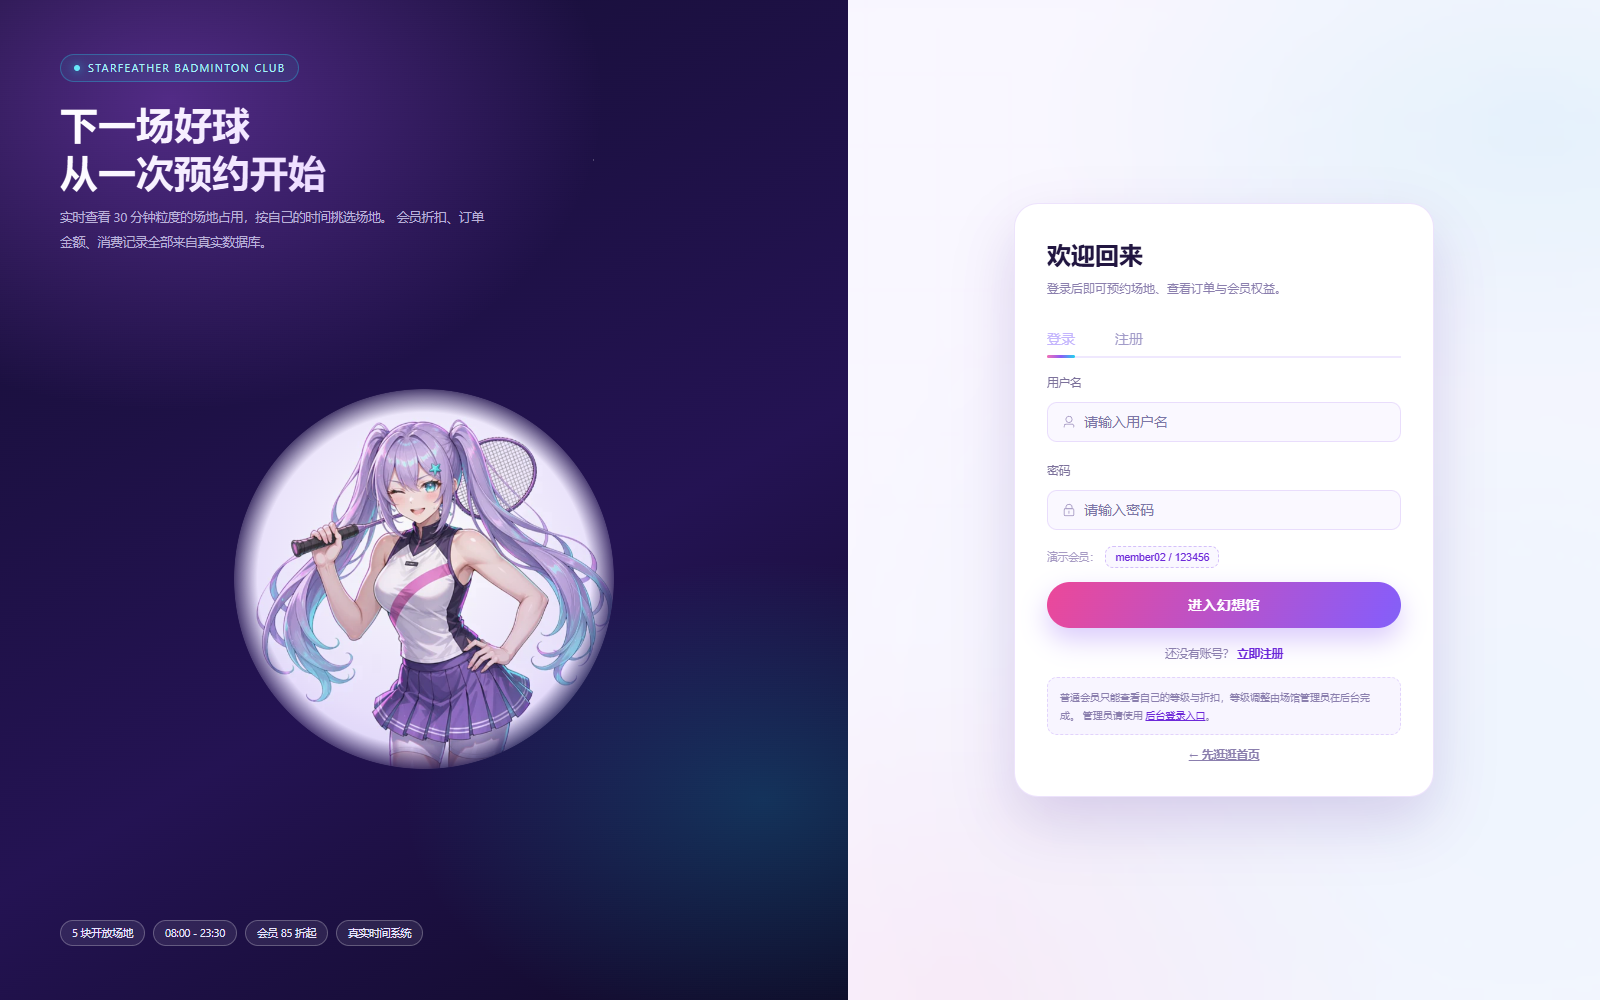 STARFEATHER BADMINTON CLUB
下一场好球
从一次预约开始
实时查看 30 分钟粒度的场地占用，按自己的时间挑选场地。 会员折扣、订单
金额、消费记录全部来自真实数据库。
5 块开放场地
08:00 - 23:30
会员 85 折起
真实时间系统
欢迎回来
登录后即可预约场地、查看订单与会员权益。
登录
注册
用户名
请输入用户名
密码
请输入密码
演示会员： member02 / 123456
进入幻想馆
还没有账号？ 立即注册
普通会员只能查看自己的等级与折扣，等级调整由场馆管理员在后台完
成。 管理员请使用 后台登录入口。
← 先逛逛首页